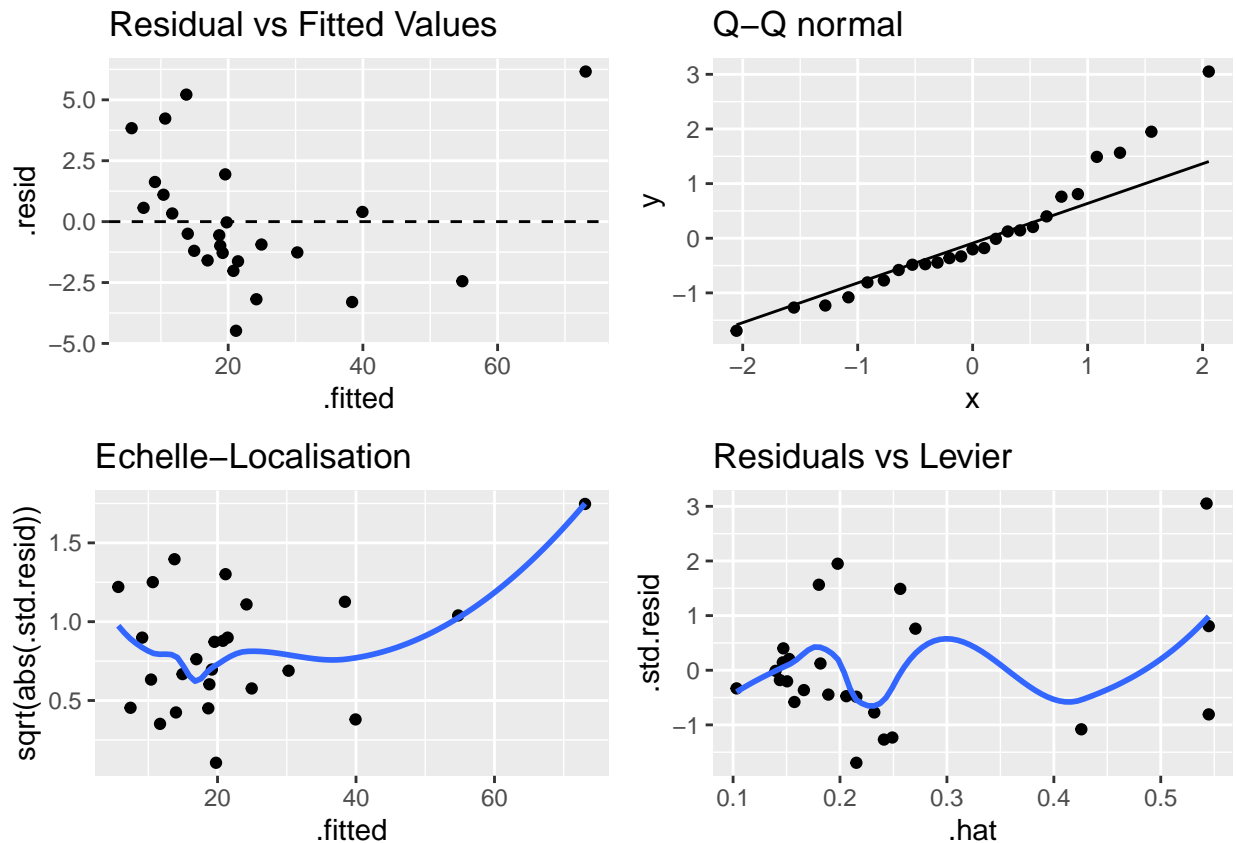 Residual vs Fitted Values
5.0
2.5
0.0
−2.5
−5.0
.resid
20 40 60
.fitted
Q−Q normal
3
2
1
0
−1
y
−2 −1 0 1 2
x
Echelle−Localisation
1.5
1.0
0.5
sqrt(abs(.std.resid))
20 40 60
.fitted
Residuals vs Levier
3
2
1
0
−1
.std.resid
0.1 0.2 0.3 0.4 0.5
.hat